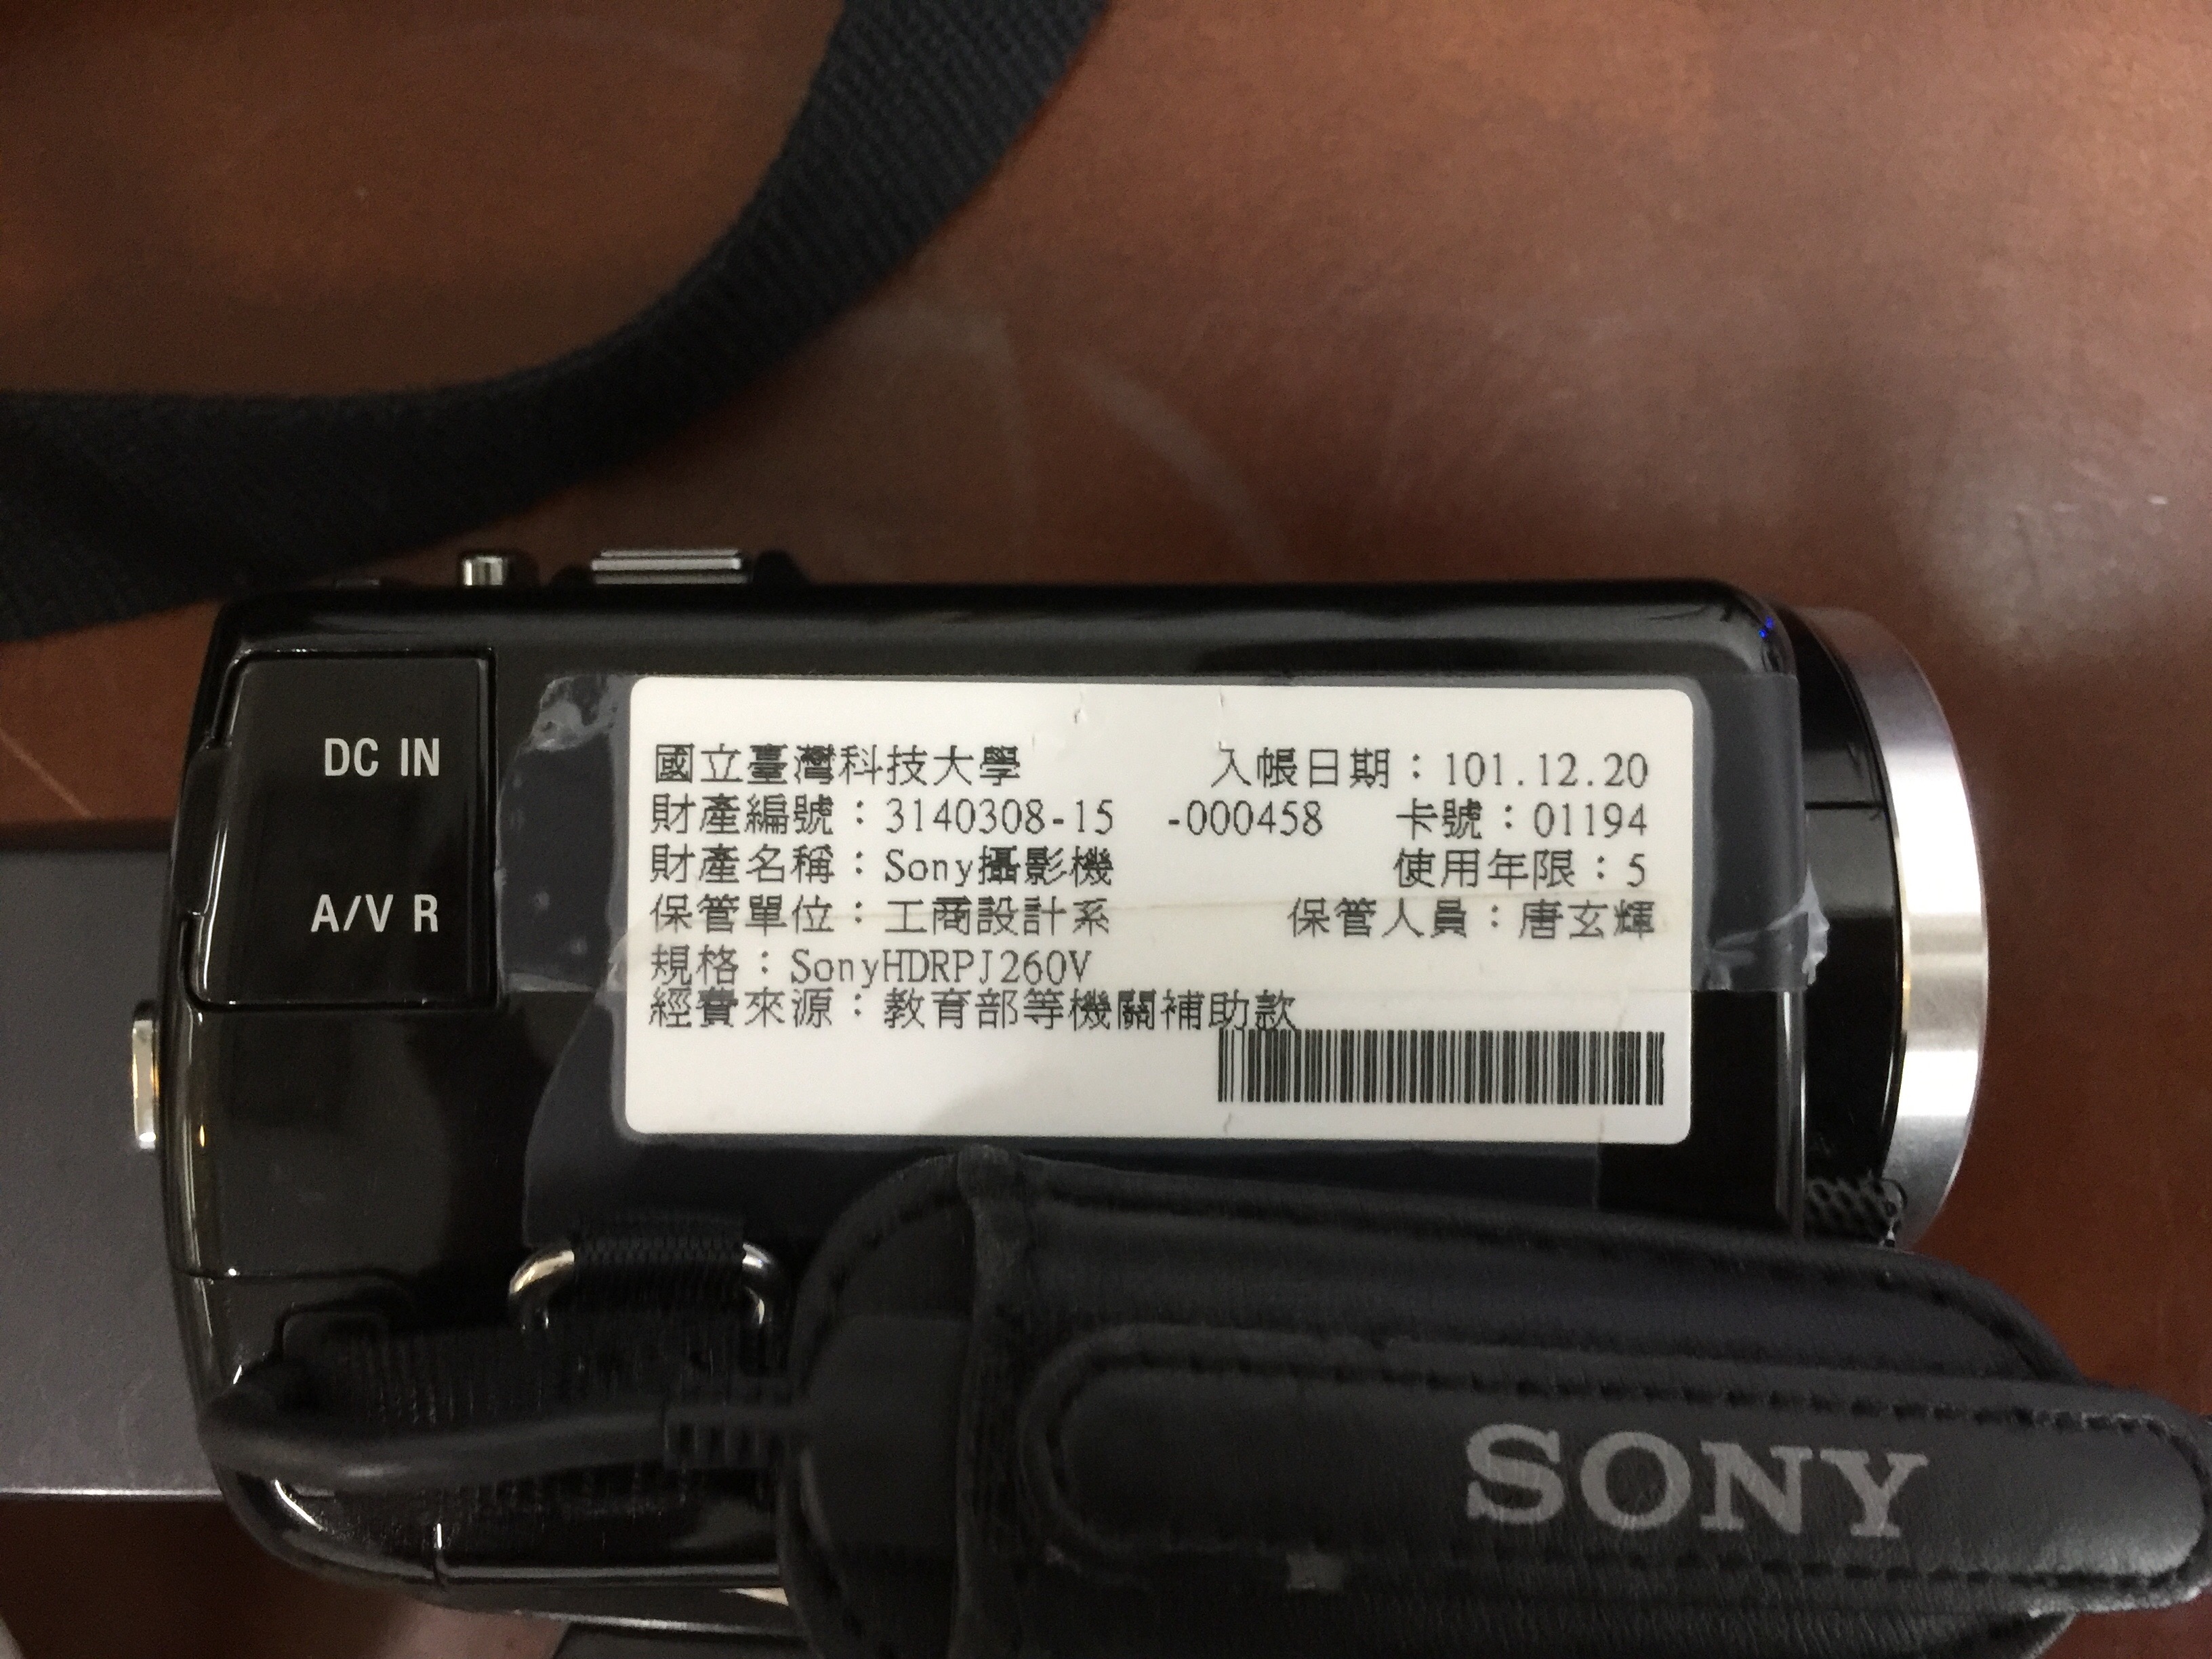 DC IN
A/V R
國立臺灣科技大學 入帳日期：101.12.20
財產編號：3140308-15 -000458 卡號：01194
財產名稱：Sony攝影機 使用年限：5
保管單位：工商設計系 保管人員：唐玄輝
規格：SonyHDRPJ260V
經費來源：教育部等機關補助款
SONY